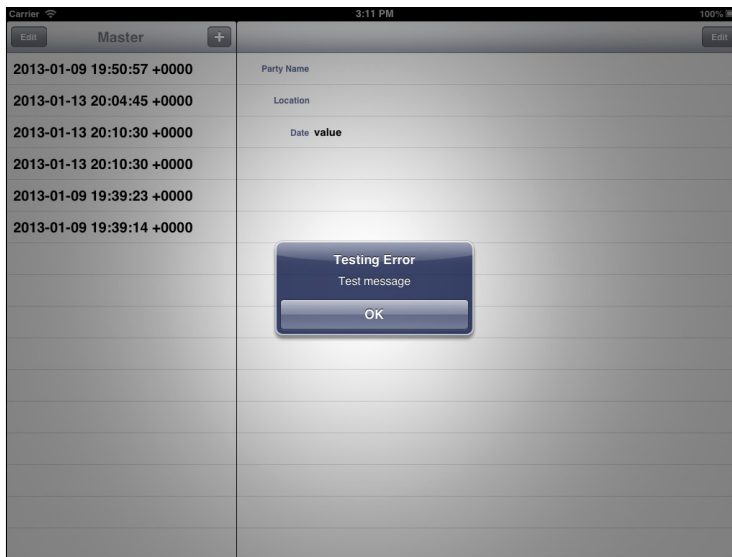 Carrier 3:11 PM 100%
Edit Master + Edit
2013-01-09 19:50:57 +0000
2013-01-13 20:04:45 +0000
2013-01-13 20:10:30 +0000
2013-01-13 20:10:30 +0000
2013-01-09 19:39:23 +0000
2013-01-09 19:39:14 +0000
Party Name
Location
Date value
Testing Error
Test message
OK